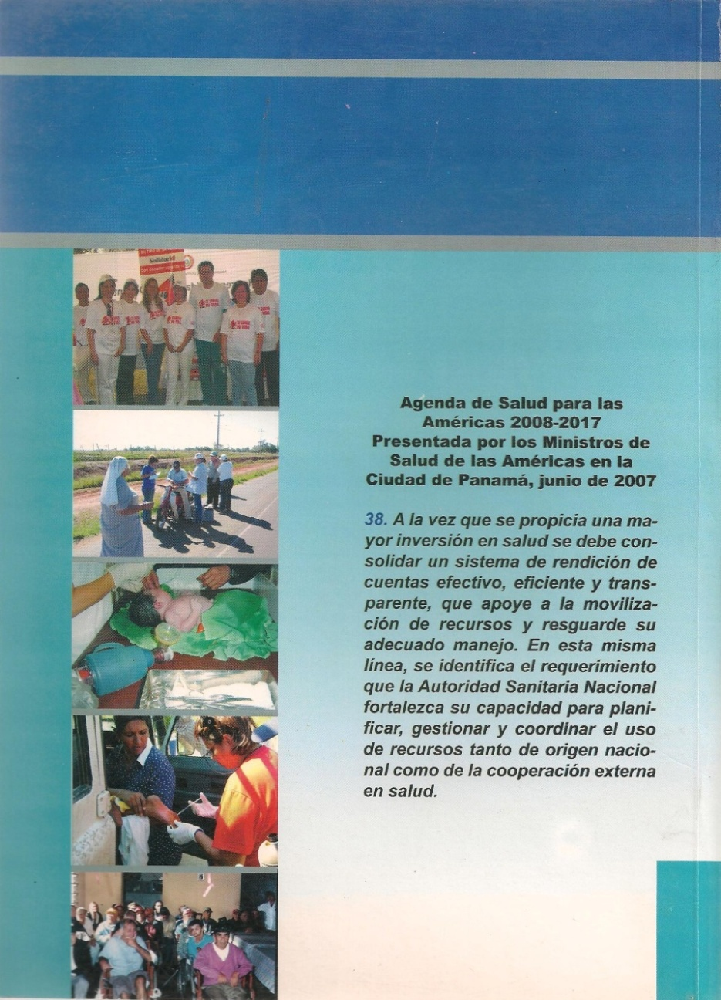 Solidaria
Agenda de Salud para las
Américas 2008-2017
Presentada por los Ministros de
Salud de las Américas en la
Ciudad de Panamá, junio de 2007
38. A la vez que se propicia una ma-
yor inversión en salud se debe con-
solidar un sistema de rendición de
cuentas efectivo, eficiente y trans-
parente, que apoye a la moviliza-
ción de recursos y resguarde su
adecuado manejo. En esta misma
línea, se identifica el requerimiento
que la Autoridad Sanitaria Nacional
fortalezca su capacidad para plani-
ficar, gestionar y coordinar el uso
de recursos tanto de origen nacio-
nal como de la cooperación externa
en salud.
8